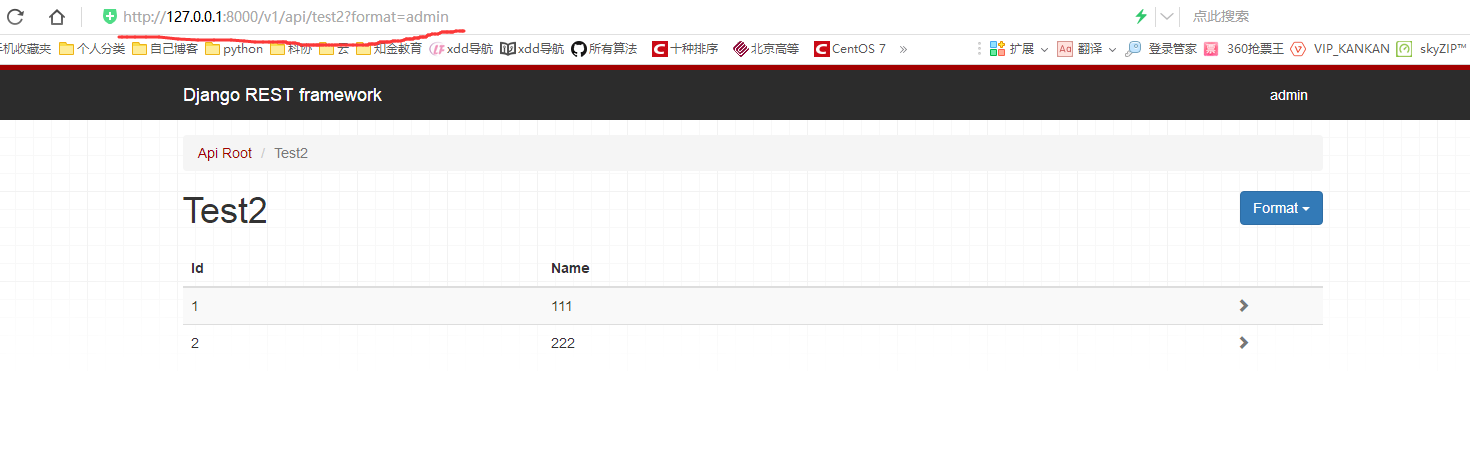 http://127.0.0.1:8000/v1/api/test2?format=admin 点此搜索
手机收藏夹 个人分类 自己博客 python 科协 云 知金教育 xdd导航 xdd导航 所有算法 十种排序 北京高等 CentOS 7 » 扩展 Aa 翻译 登录管家 票 360抢票王 VIP_KANKAN skyZIP™
Django REST framework admin
Api Root / Test2
Test2 Format
Id Name
1 111
2 222